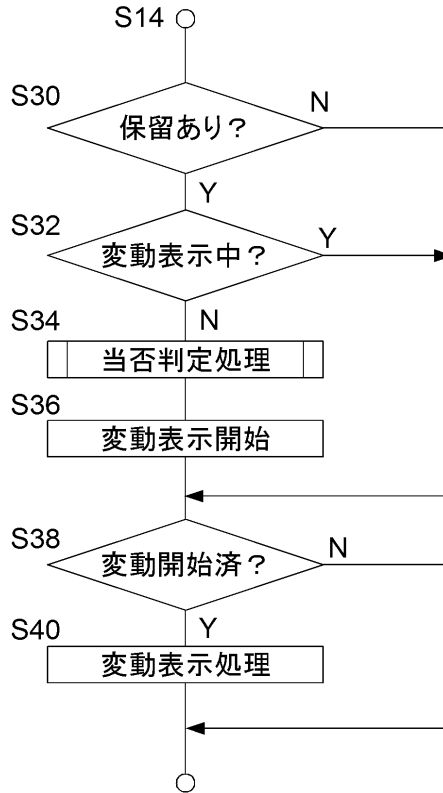 S14
S30
保留あり？
N
Y
S32
変動表示中？
Y
N
S34
当否判定処理
S36
変動表示開始
S38
変動開始済？
N
Y
S40
変動表示処理